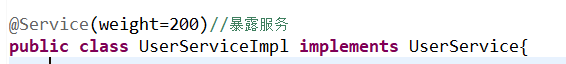 @Service(weight=200)//暴露服务
public class UserServiceImpl implements UserService{